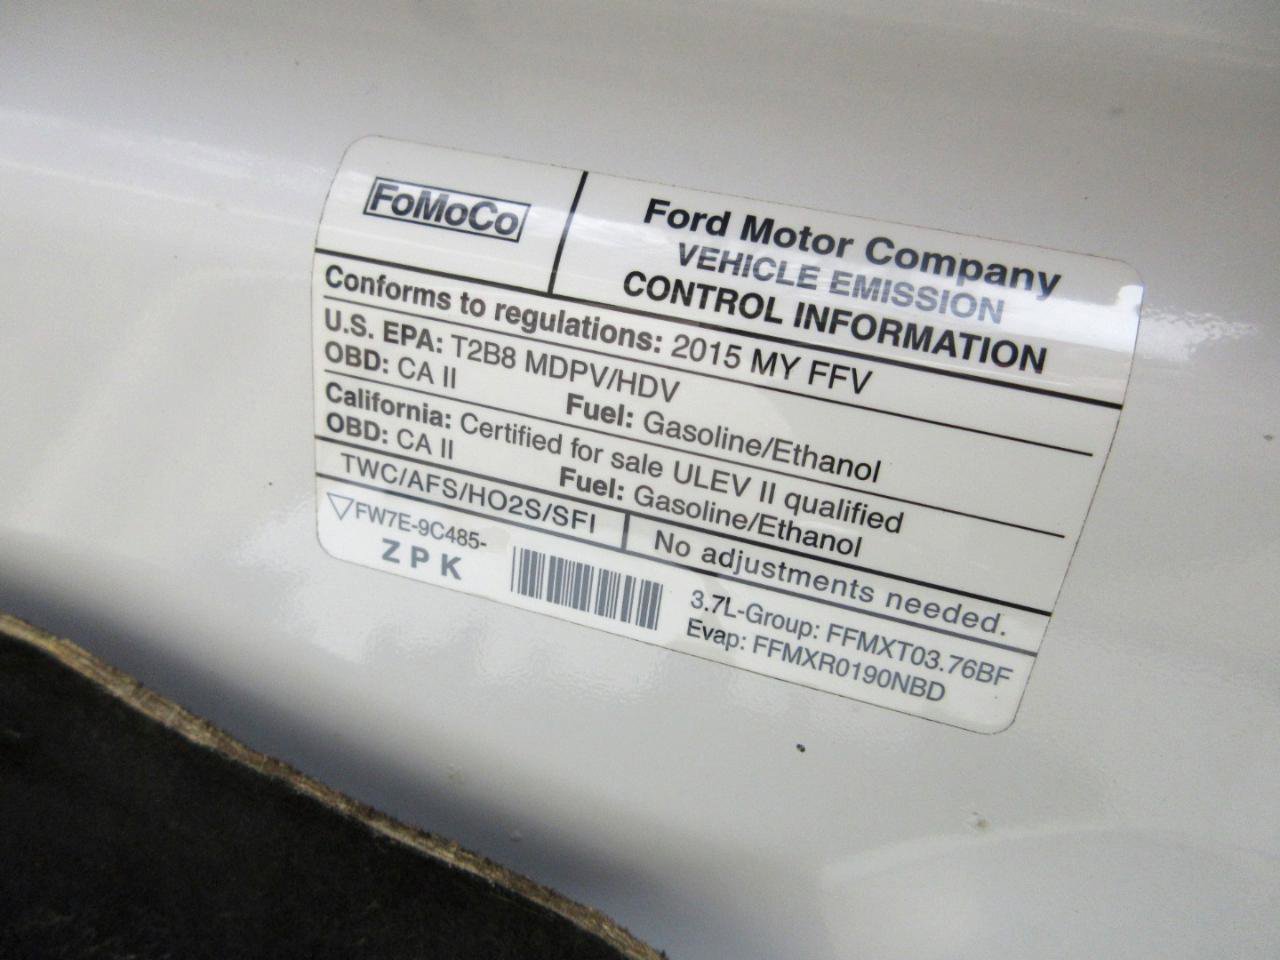 FoMoCo
Ford Motor Company
VEHICLE EMISSION
CONTROL INFORMATION
Conforms to regulations: 2015 MY FFV
U.S. EPA: T2B8 MDPV/HDV
OBD: CA II Fuel: Gasoline/Ethanol
California: Certified for sale ULEV II qualified
OBD: CA II Fuel: Gasoline/Ethanol
TWC/AFS/HO2S/SFI No adjustments needed.
FW7E-9C485-
ZPK
3.7L-Group: FFMXT03.76BF
Evap: FFMXR0190NBD